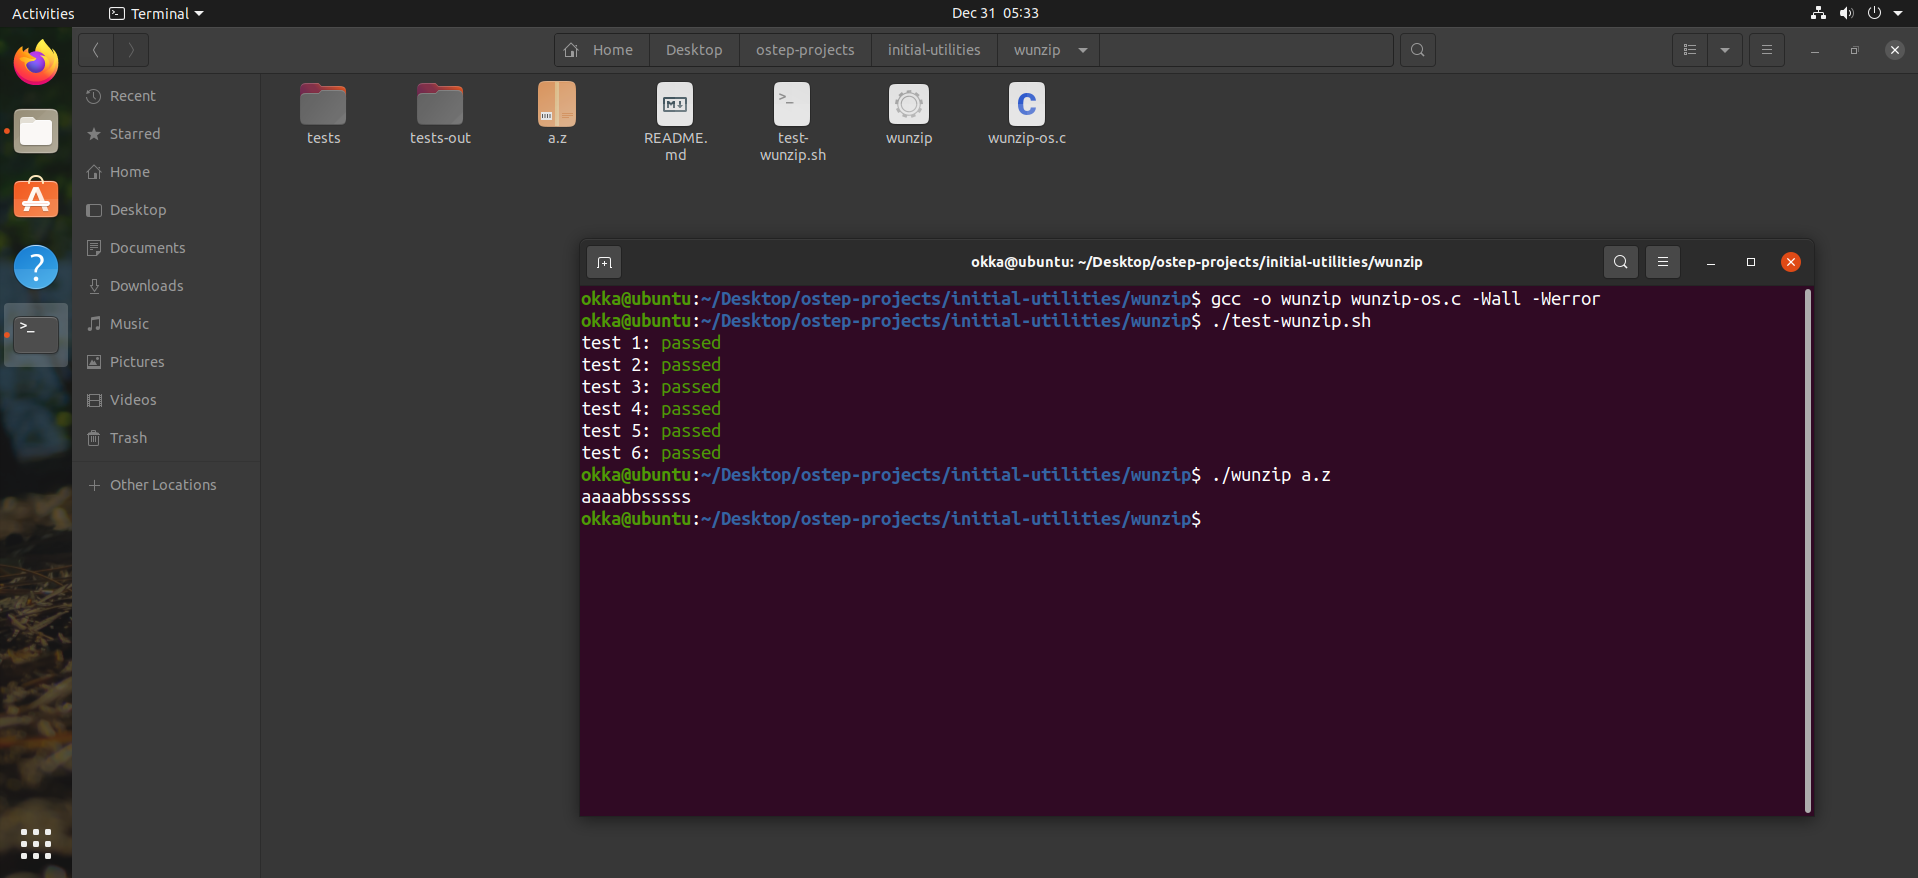 Activities
Terminal
Dec 31 05:33
Home
Desktop
ostep-projects
initial-utilities
wunzip
Recent
Starred
Home
Desktop
Documents
Downloads
Music
Pictures
Videos
Trash
Other Locations
tests
tests-out
a.z
README.
md
test-
wunzip.sh
wunzip
wunzip-os.c
okka@ubuntu: ~/Desktop/ostep-projects/initial-utilities/wunzip
okka@ubuntu:~/Desktop/ostep-projects/initial-utilities/wunzip$ gcc -o wunzip wunzip-os.c -Wall -Werror
okka@ubuntu:~/Desktop/ostep-projects/initial-utilities/wunzip$ ./test-wunzip.sh
test 1: passed
test 2: passed
test 3: passed
test 4: passed
test 5: passed
test 6: passed
okka@ubuntu:~/Desktop/ostep-projects/initial-utilities/wunzip$ ./wunzip a.z
aaaabbsssss
okka@ubuntu:~/Desktop/ostep-projects/initial-utilities/wunzip$